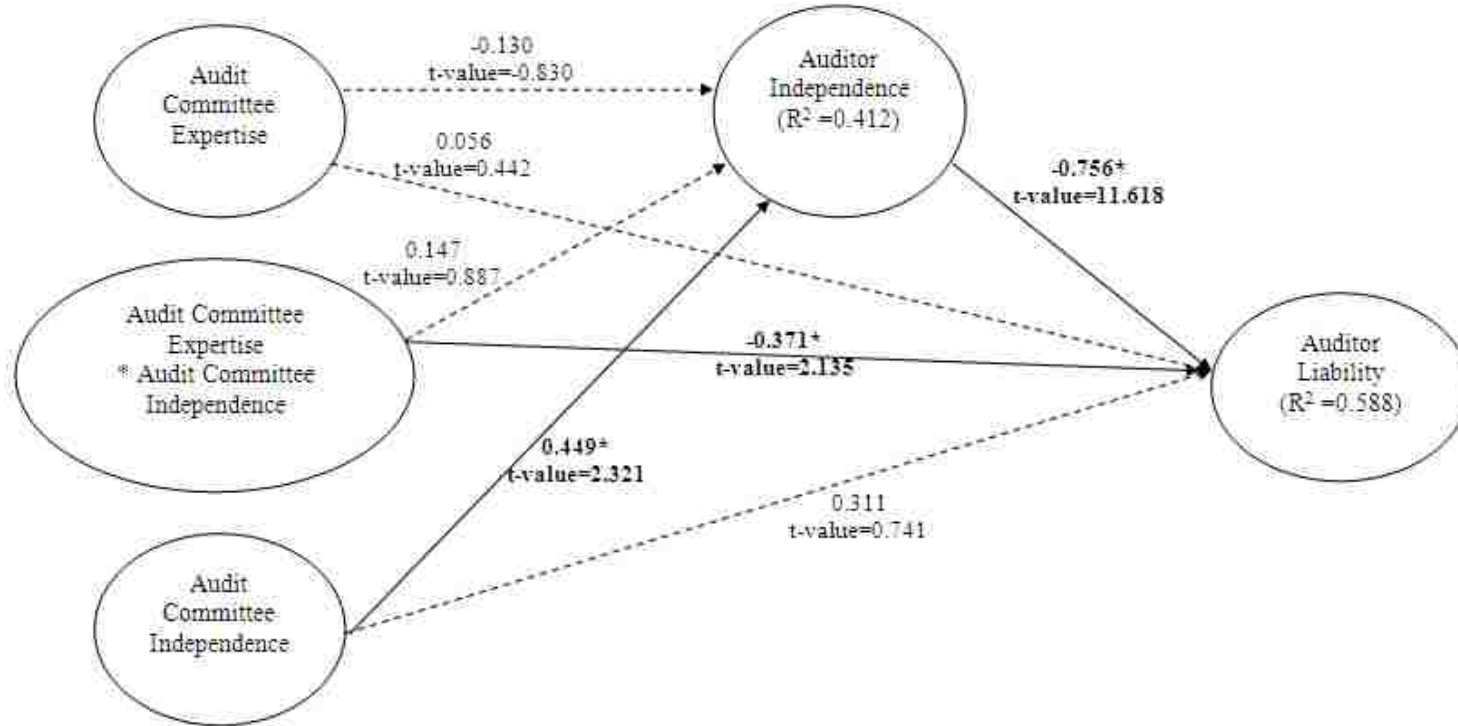 -0.130
t-value=-0.830
Audit
Committee
Expertise
Auditor
Independence
(R² =0.412)
0.056
t-value=0.442
-0.756*
t-value=11.618
0.147
t-value=0.887
Audit Committee
Expertise
* Audit Committee
Independence
-0.371*
t-value=2.135
Auditor
Liability
(R² =0.588)
0.449*
t-value=2.321
0.311
t-value=0.741
Audit
Committee
Independence